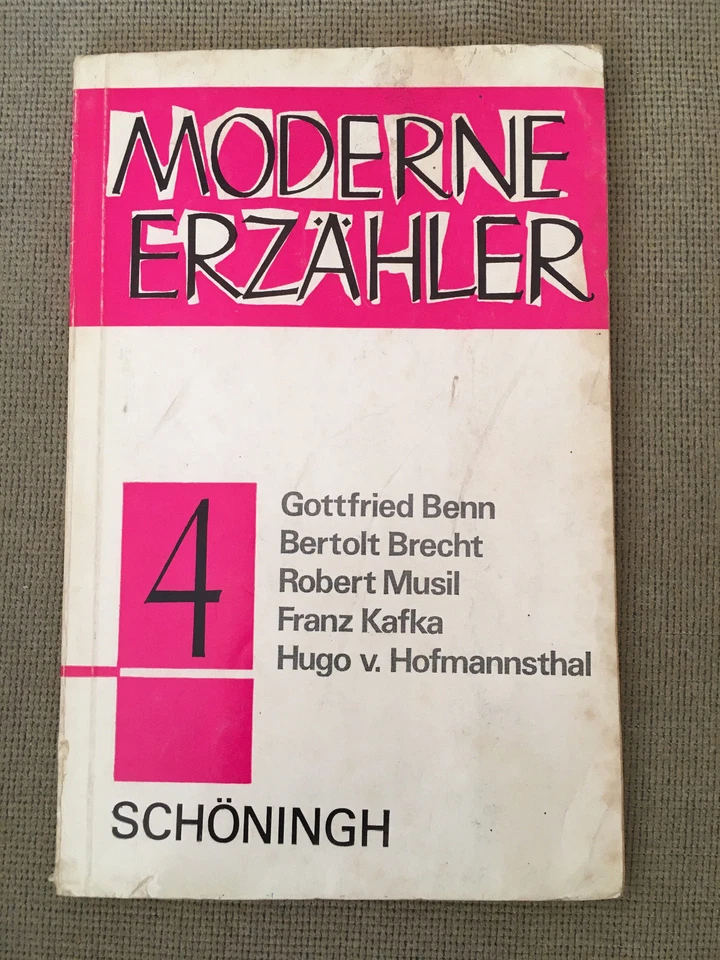 MODERNE
ERZÄHLER
4
Gottfried Benn
Bertolt Brecht
Robert Musil
Franz Kafka
Hugo v. Hofmannsthal
SCHÖNINGH